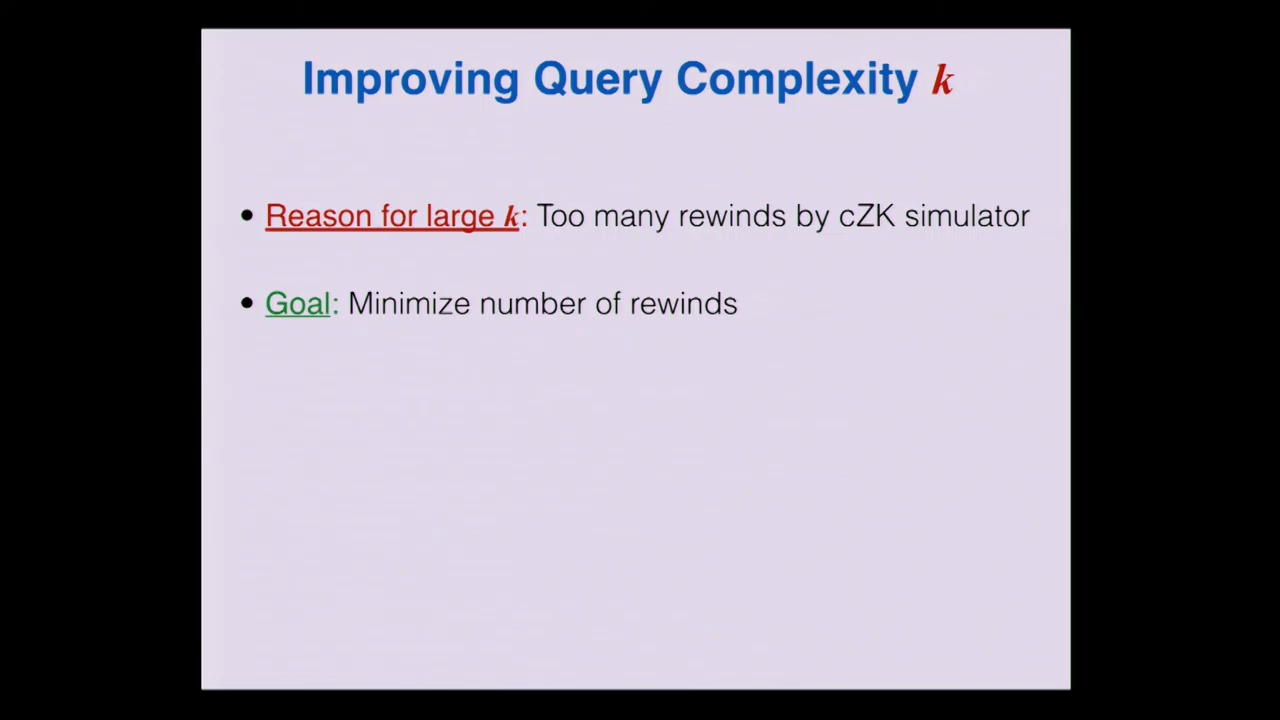 Improving Query Complexity k
• Reason for large k: Too many rewinds by cZK simulator
• Goal: Minimize number of rewinds